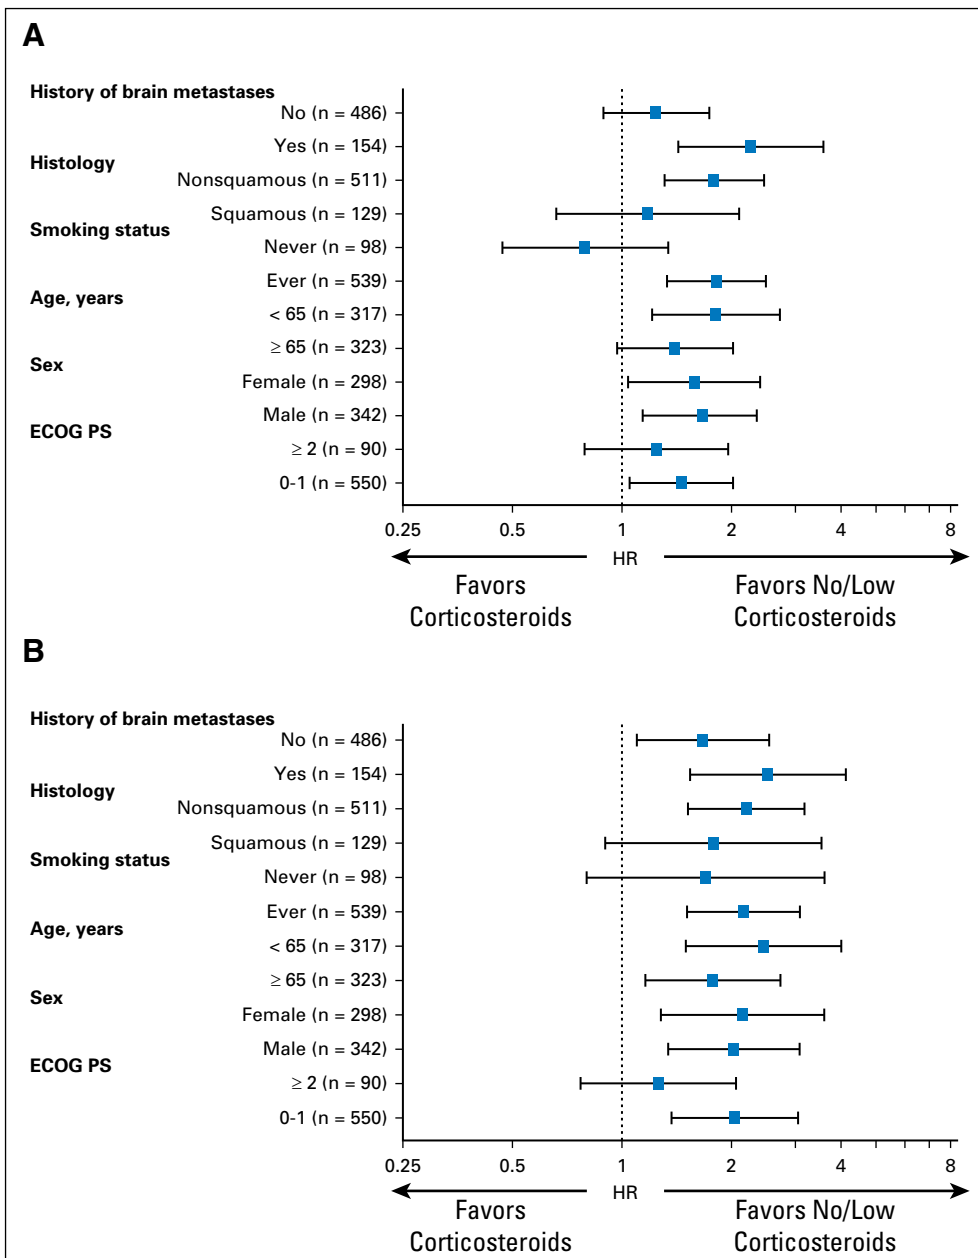 A
History of brain metastases
No (n = 486)
Yes (n = 154)
Histology
Nonsquamous (n = 511)
Squamous (n = 129)
Smoking status
Never (n = 98)
Ever (n = 539)
Age, years
< 65 (n = 317)
≥ 65 (n = 323)
Sex
Female (n = 298)
Male (n = 342)
ECOG PS
≥ 2 (n = 90)
0-1 (n = 550)
0.25 0.5 1 2 4 8
HR
Favors
Corticosteroids
Favors No/Low
Corticosteroids
B
History of brain metastases
No (n = 486)
Yes (n = 154)
Histology
Nonsquamous (n = 511)
Squamous (n = 129)
Smoking status
Never (n = 98)
Ever (n = 539)
Age, years
< 65 (n = 317)
≥ 65 (n = 323)
Sex
Female (n = 298)
Male (n = 342)
ECOG PS
≥ 2 (n = 90)
0-1 (n = 550)
0.25 0.5 1 2 4 8
HR
Favors
Corticosteroids
Favors No/Low
Corticosteroids